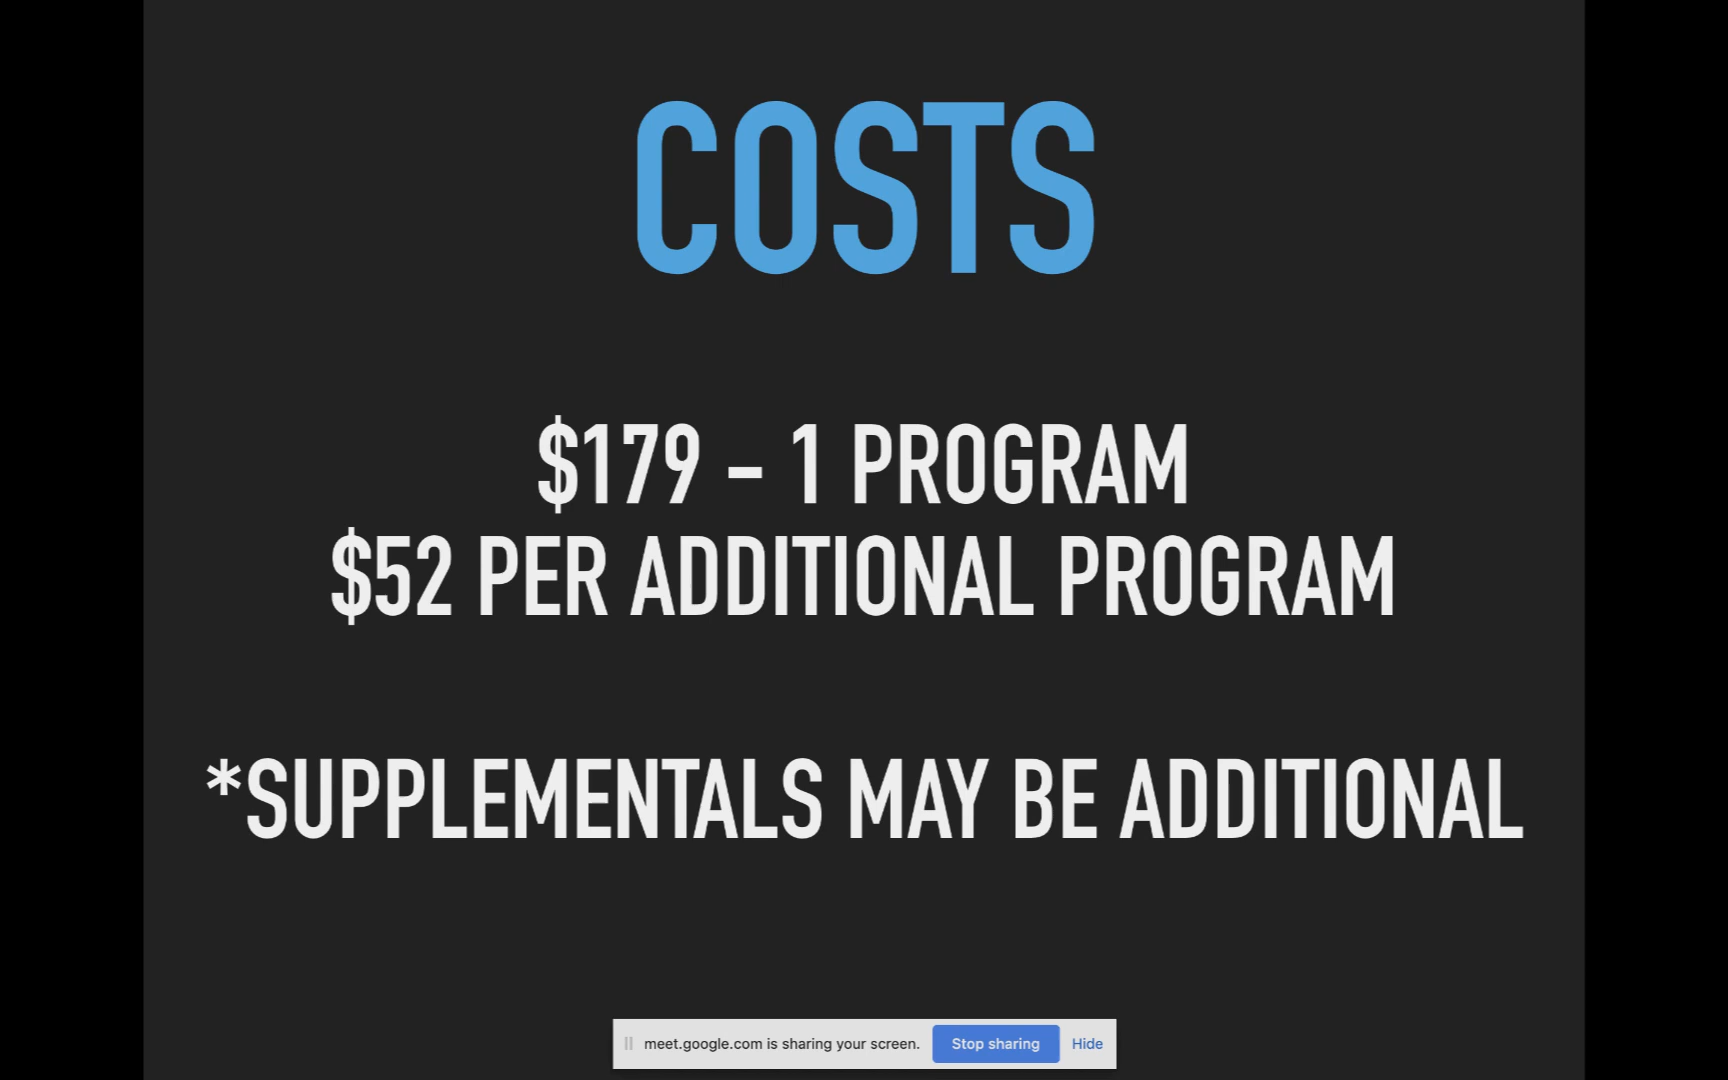 COSTS
$179 - 1 PROGRAM
$52 PER ADDITIONAL PROGRAM
*SUPPLEMENTALS MAY BE ADDITIONAL
meet.google.com is sharing your screen. Stop sharing Hide